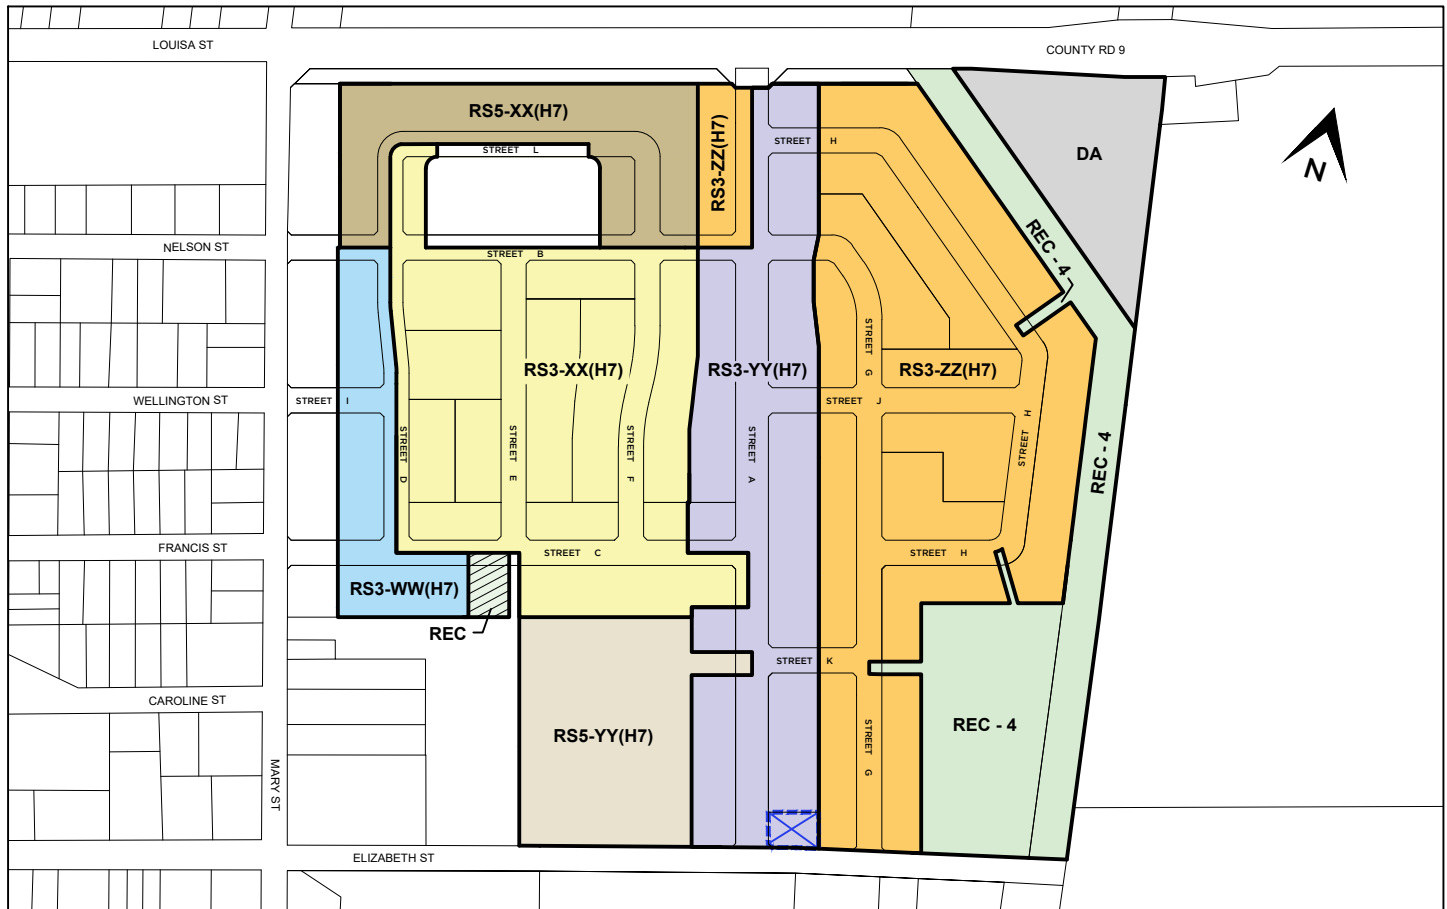 LOUISA ST
COUNTY RD 9
RS5-XX(H7)
RS3-ZZ(H7)
STREET H
STREET L
DA
N
NELSON ST
STREET B
REC - 4
STREET G
RS3-XX(H7)
RS3-YY(H7)
RS3-ZZ(H7)
WELLINGTON ST
STREET I
STREET J
STREET D
STREET E
STREET F
STREET A
STREET H
REC - 4
FRANCIS ST
STREET C
STREET H
RS3-WW(H7)
REC
STREET K
CAROLINE ST
RS5-YY(H7)
REC - 4
STREET G
MARY ST
ELIZABETH ST